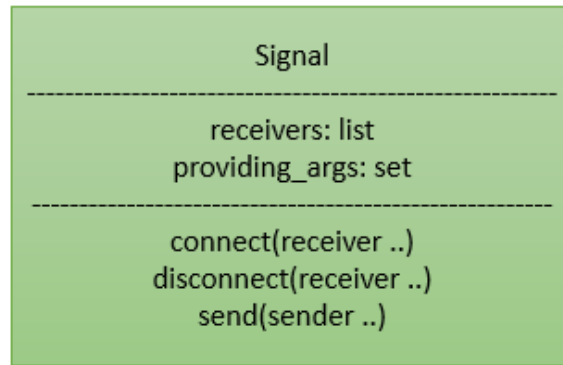 Signal
receivers: list
providing_args: set
connect(receiver ..)
disconnect(receiver ..)
send(sender ..)